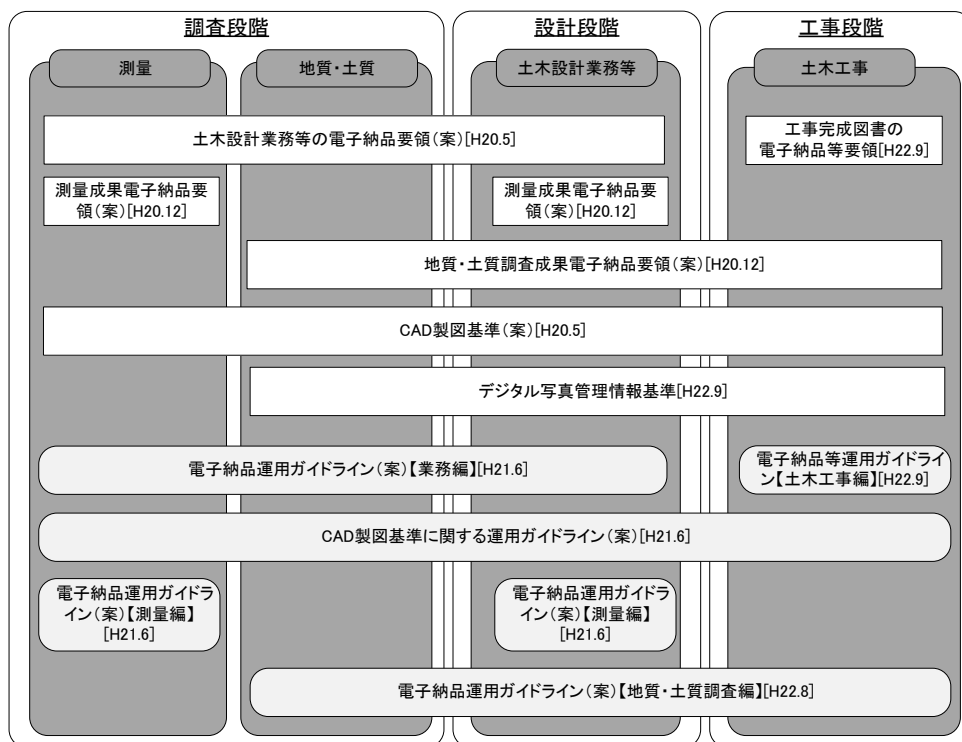 調査段階
設計段階
工事段階
測量
地質・土質
土木設計業務等
土木工事
土木設計業務等の電子納品要領（案）[H20.5]
工事完成図書の
電子納品等要領[H22.9]
測量成果電子納品要
領（案）[H20.12]
測量成果電子納品要
領（案）[H20.12]
地質・土質調査成果電子納品要領（案）[H20.12]
CAD製図基準（案）[H20.5]
デジタル写真管理情報基準[H22.9]
電子納品運用ガイドライン（案）【業務編】[H21.6]
電子納品等運用ガイドライ
ン【土木工事編】[H22.9]
CAD製図基準に関する運用ガイドライン（案）[H21.6]
電子納品運用ガイドラ
イン（案）【測量編】
[H21.6]
電子納品運用ガイドラ
イン（案）【測量編】
[H21.6]
電子納品運用ガイドライン（案）【地質・土質調査編】[H22.8]